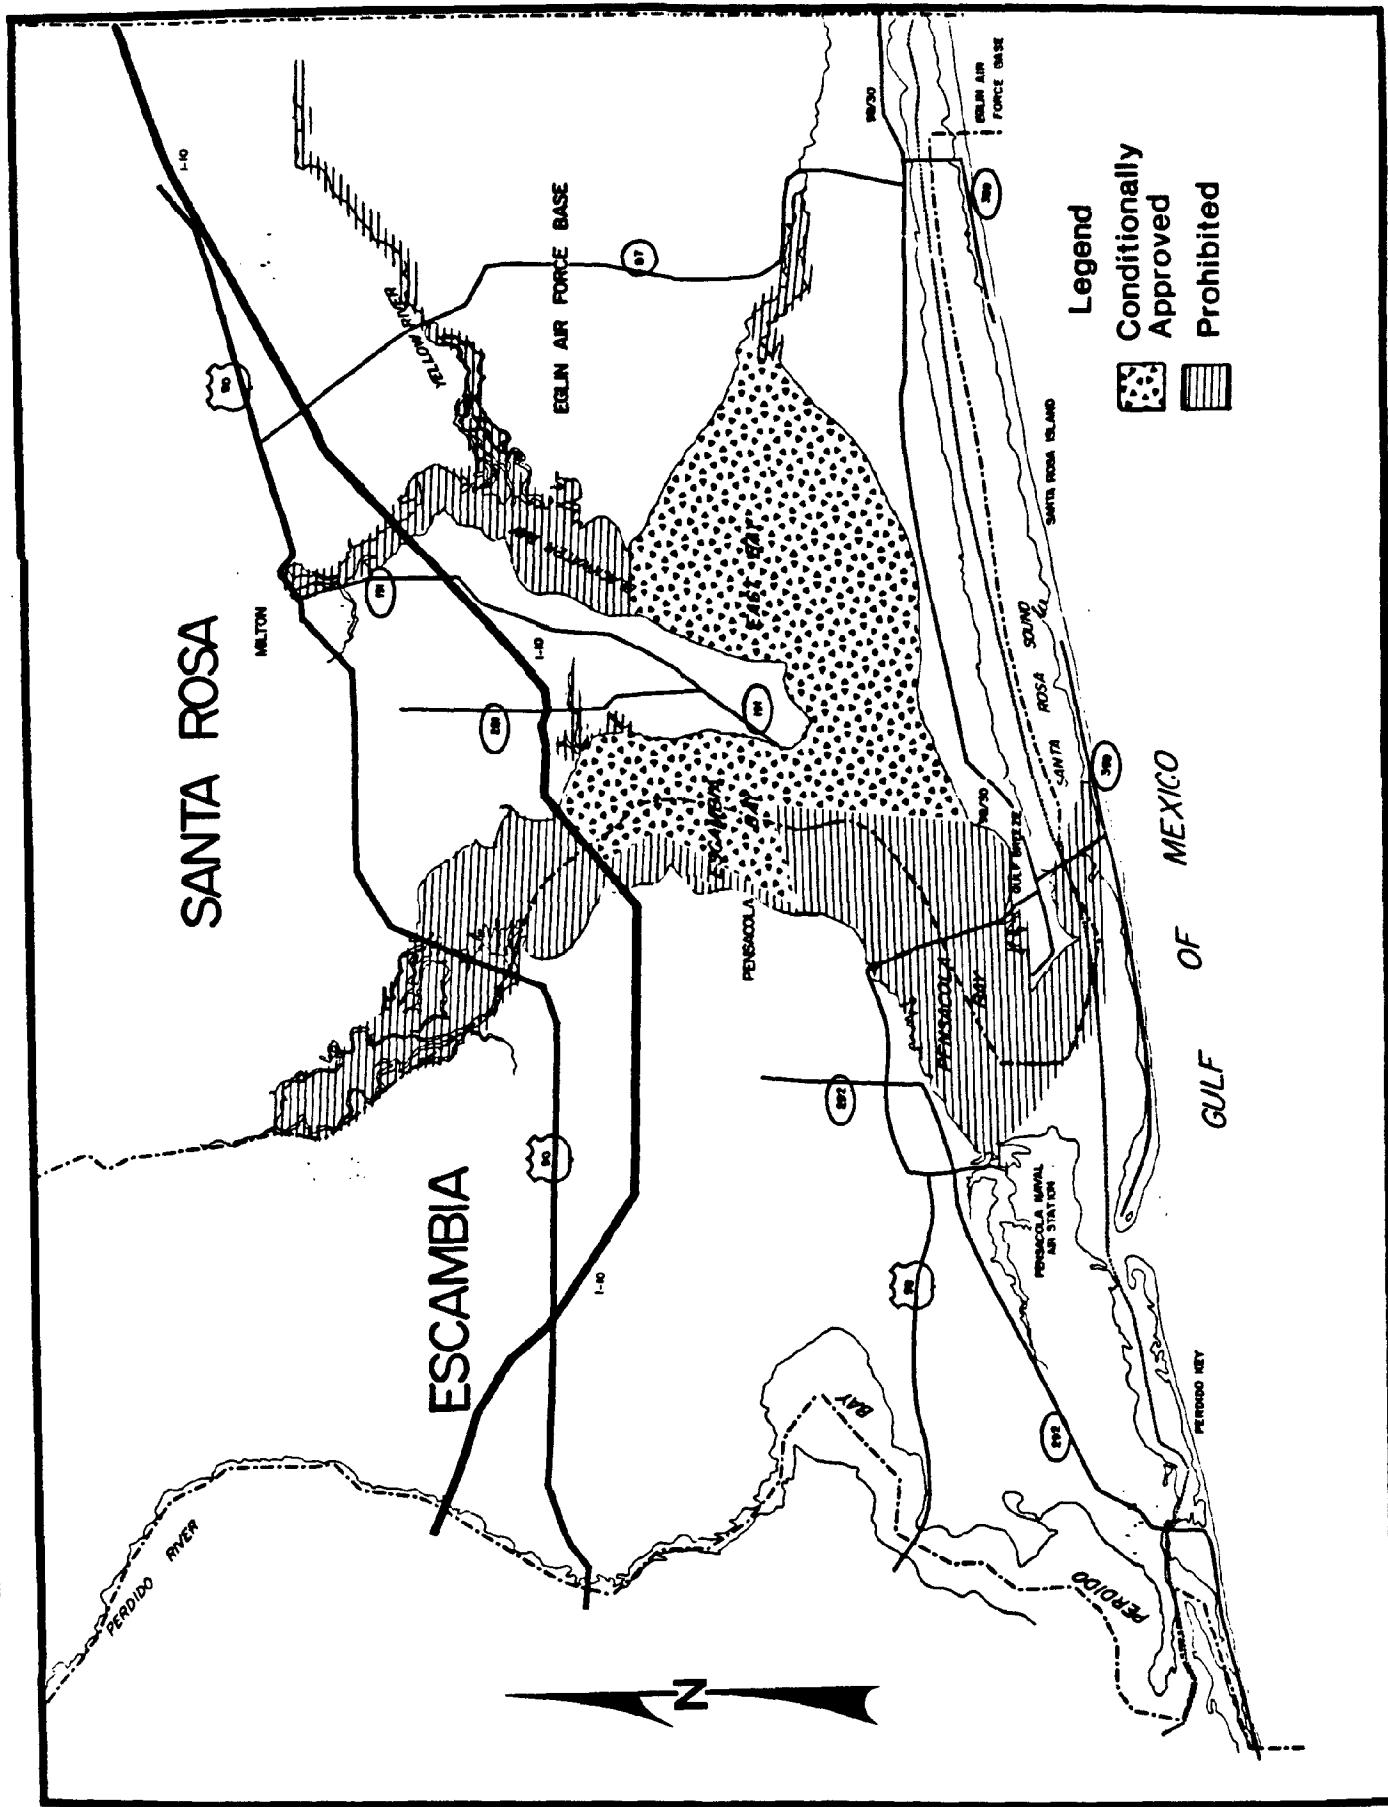 SANTA ROSA
ESCAMBIA
I-10
90
MILTON
YELLOW RIVER
87
EGLIN AIR FORCE BASE
191
281
I-10
191
EAST BAY
ESCAMBIA
BAY
PENSACOLA
PENSACOLA
BAY
98/30
98/30
GULF BREEZE
EGLIN AIR
FORCE BASE
399
SANTA ROSA ISLAND
SANTA ROSA SOUND
399
GULF OF MEXICO
90
I-10
292
98
PENSACOLA NAVAL
AIR STATION
292
PERDIDO KEY
PERDIDO RIVER
PERDIDO
BAY
N
Legend
Conditionally
Approved
Prohibited